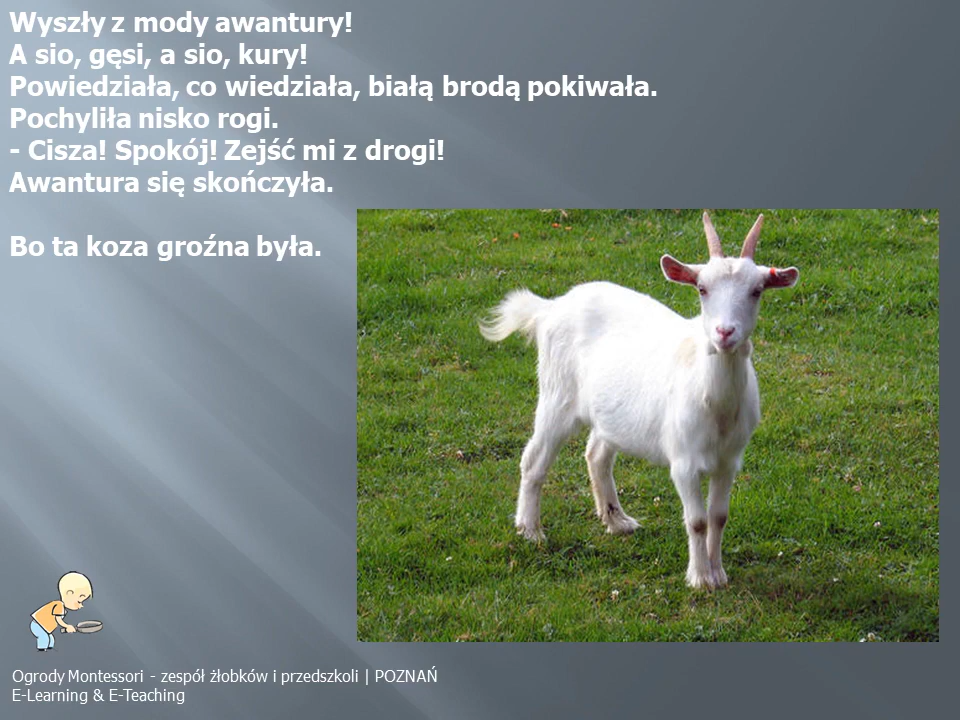 Wyszły z mody awantury!
A sio, gęsi, a sio, kury!
Powiedziała, co wiedziała, białą brodą pokiwała.
Pochyliła nisko rogi.
- Cisza! Spokój! Zejść mi z drogi!
Awantura się skończyła.
Bo ta koza groźna była.
Ogrody Montessori - zespół żłobków i przedszkoli | POZNAŃ
E-Learning & E-Teaching